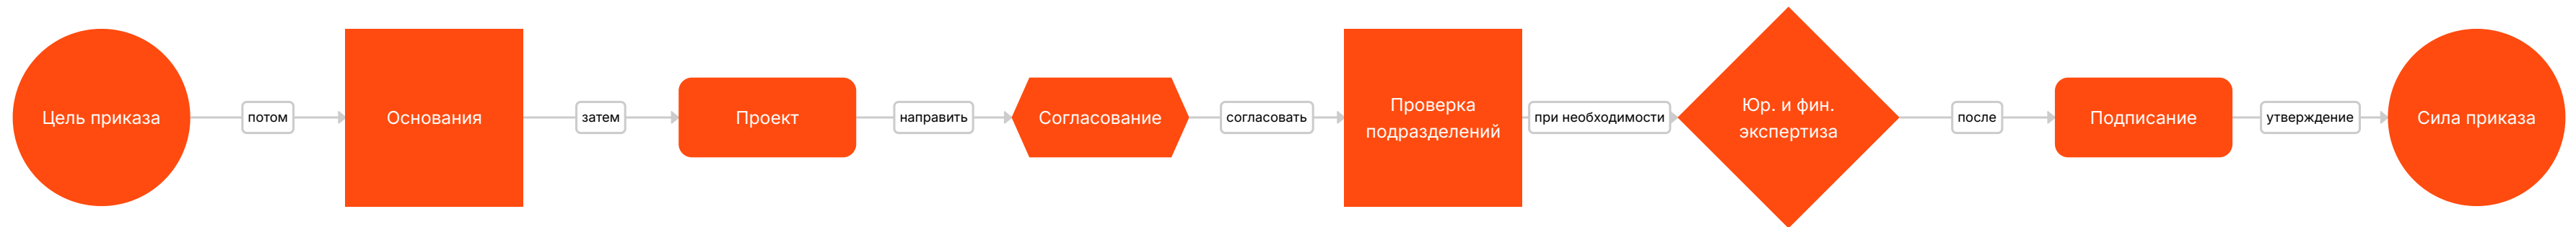 Цель приказа
потом
Основания
затем
Проект
направить
Согласование
согласовать
Проверка
подразделений
при необходимости
Юр. и фин.
экспертиза
после
Подписание
утверждение
Сила приказа